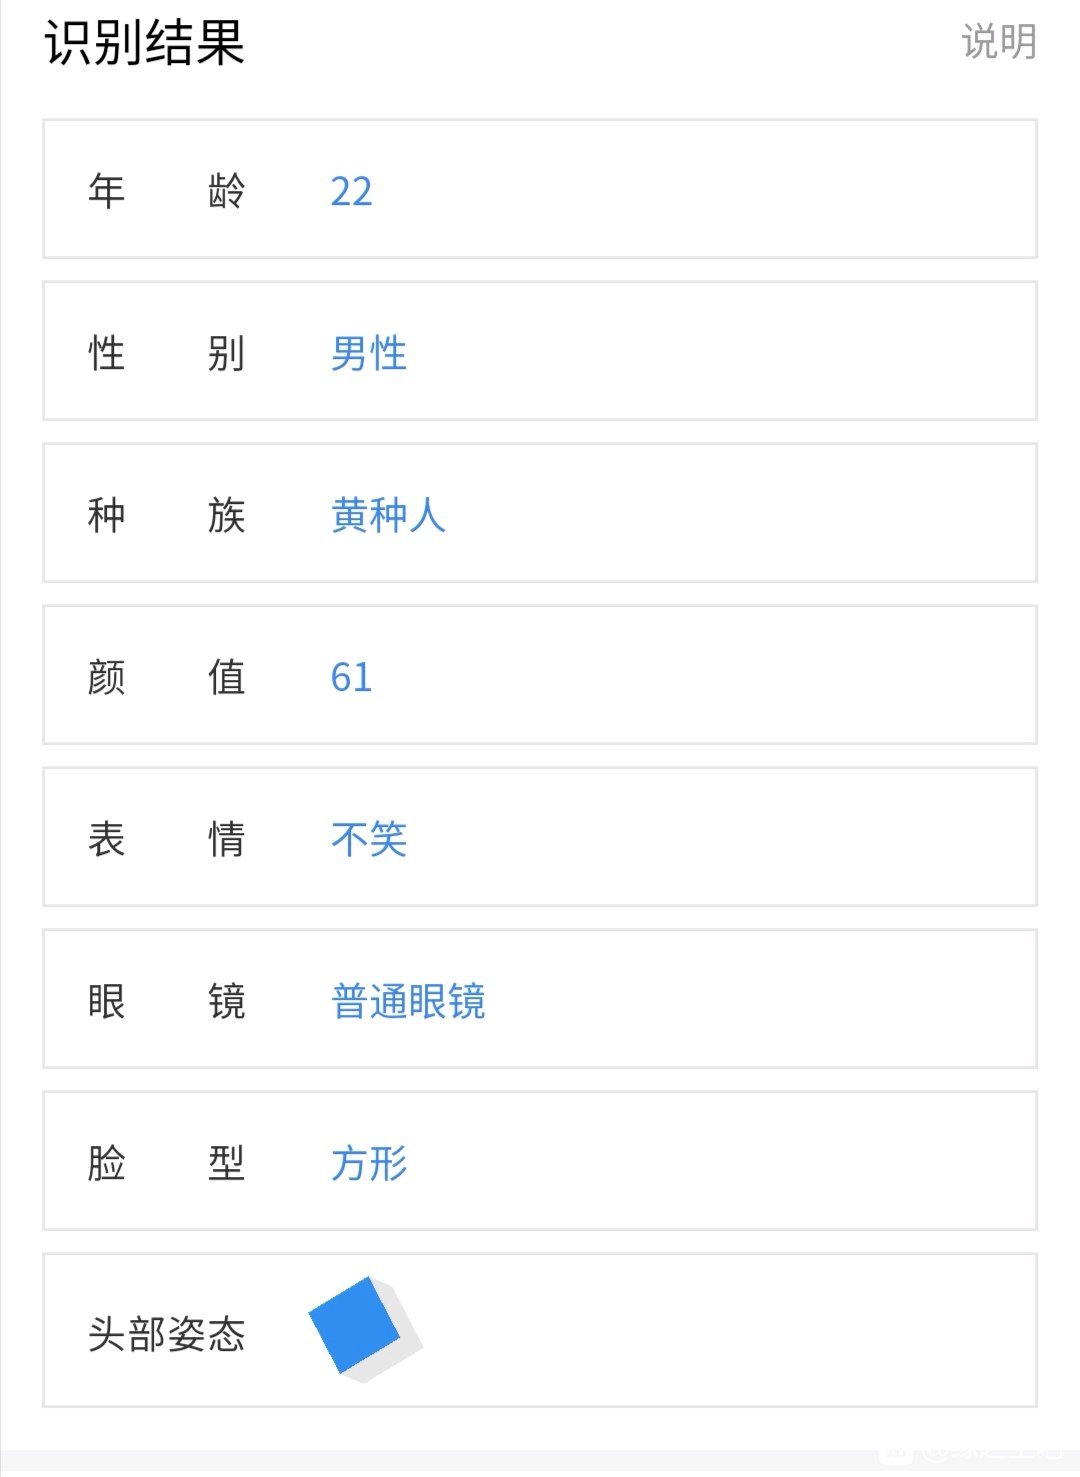 识别结果
说明
年龄 22
性别 男性
种族 黄种人
颜值 61
表情 不笑
眼镜 普通眼镜
脸型 方形
头部姿态